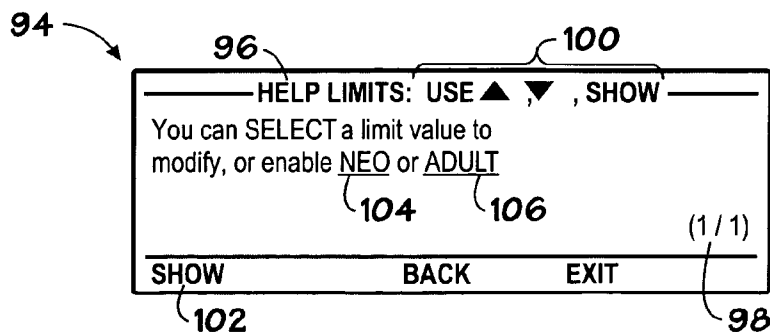 94
96
100
HELP LIMITS: USE ▲ ,▼ , SHOW
You can SELECT a limit value to
modify, or enable NEO or ADULT
104
106
(1 / 1)
SHOW BACK EXIT
102
98